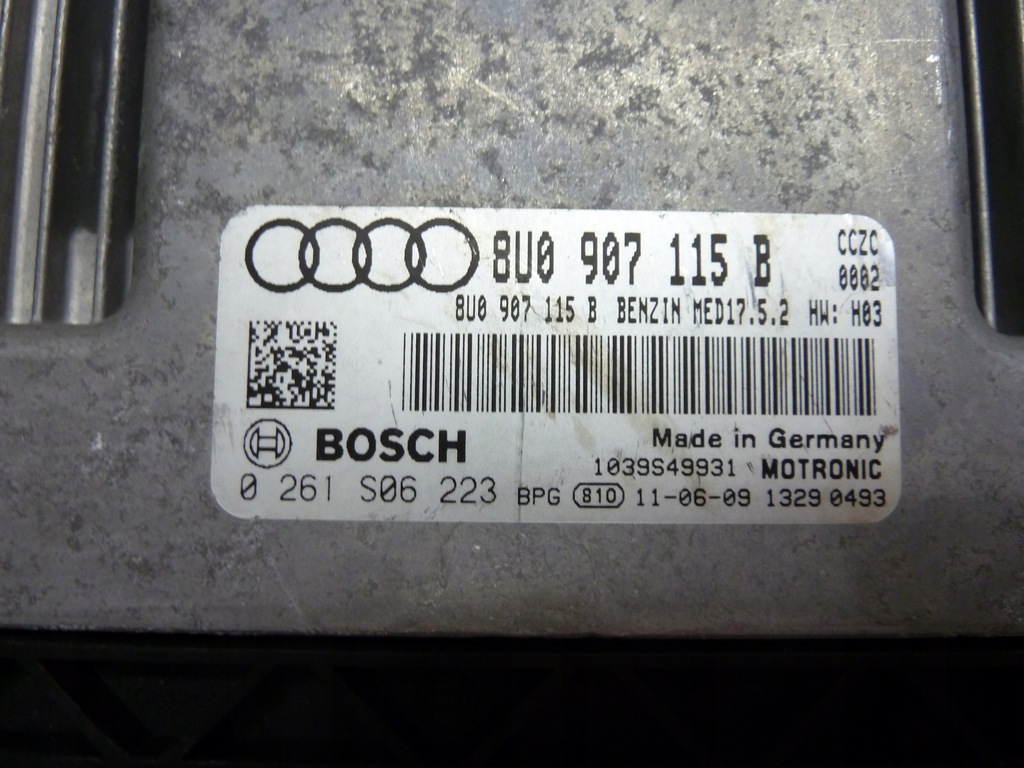 8U0 907 115 B CCZC
0002
8U0 907 115 B BENZIN MED17.5.2 HW: H03
BOSCH
Made in Germany
1039S49931 MOTRONIC
0 261 S06 223 BPG 810 11-06-09 1329 0493